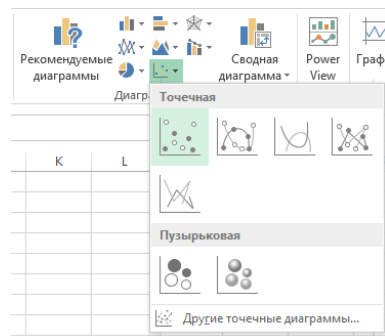 Рекомендуемые
диаграммы
Сводная
диаграмма
Power
View
Граф
Диагр
Точечная
K
L
Пузырьковая
Другие точечные диаграммы...